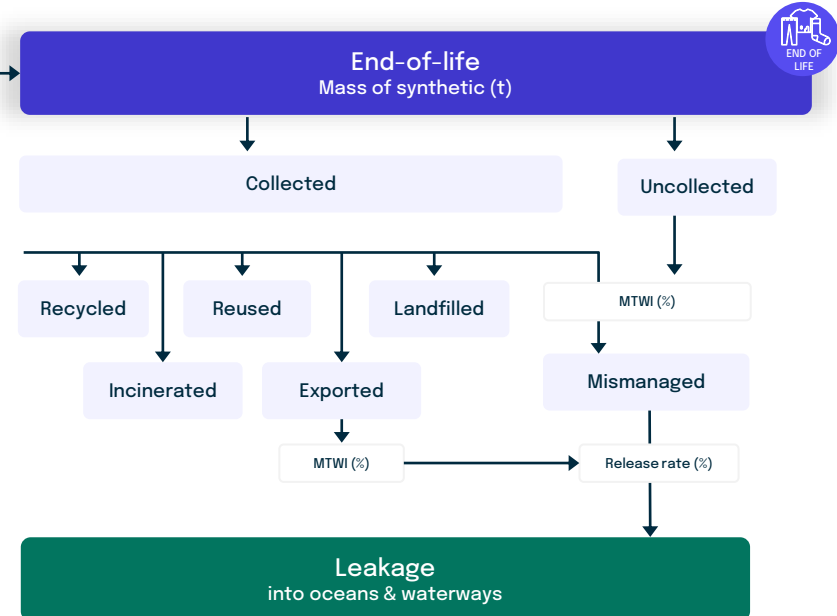 End-of-life
Mass of synthetic (t)
END OF
LIFE
Collected
Uncollected
Recycled
Reused
Landfilled
MTWI (%)
Incinerated
Exported
Mismanaged
MTWI (%)
Release rate (%)
Leakage
into oceans & waterways